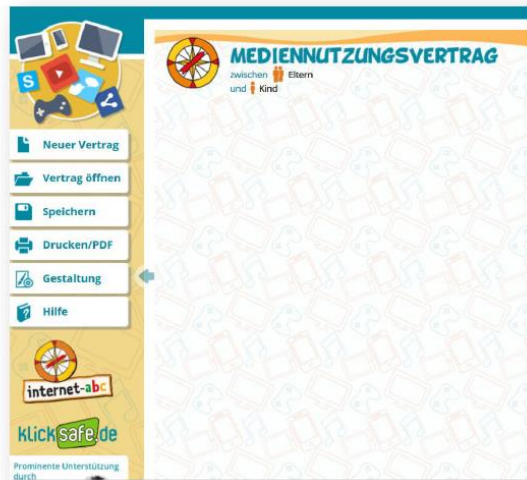 MEDIENNUTZUNGSVERTRAG
zwischen Eltern
und Kind
S
Neuer Vertrag
Vertrag öffnen
Speichern
Drucken/PDF
Gestaltung
Hilfe
?
internet-abc
klicksafe.de
Prominente Unterstützung
durch